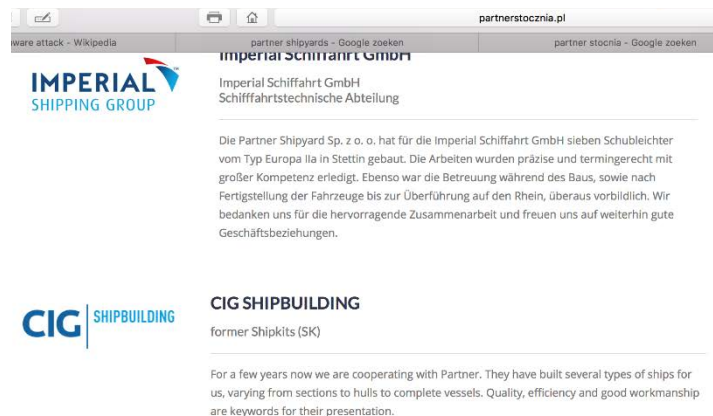 partnerstocznia.pl
ware attack - Wikipedia
partner shipyards - Google zoeken
partner stocnia - Google zoeken
Imperial Schiffahrt GmbH
IMPERIAL™
SHIPPING GROUP
Imperial Schiffahrt GmbH
Schifffahrtstechnische Abteilung
Die Partner Shipyard Sp. z o. o. hat für die Imperial Schiffahrt GmbH sieben Schubleichter
vom Typ Europa IIa in Stettin gebaut. Die Arbeiten wurden präzise und termingerecht mit
großer Kompetenz erledigt. Ebenso war die Betreuung während des Baus, sowie nach
Fertigstellung der Fahrzeuge bis zur Überführung auf den Rhein, überaus vorbildlich. Wir
bedanken uns für die hervorragende Zusammenarbeit und freuen uns auf weiterhin gute
Geschäftsbeziehungen.
CIG SHIPBUILDING
CIG SHIPBUILDING
former Shipkits (SK)
For a few years now we are cooperating with Partner. They have built several types of ships for
us, varying from sections to hulls to complete vessels. Quality, efficiency and good workmanship
are keywords for their presentation.